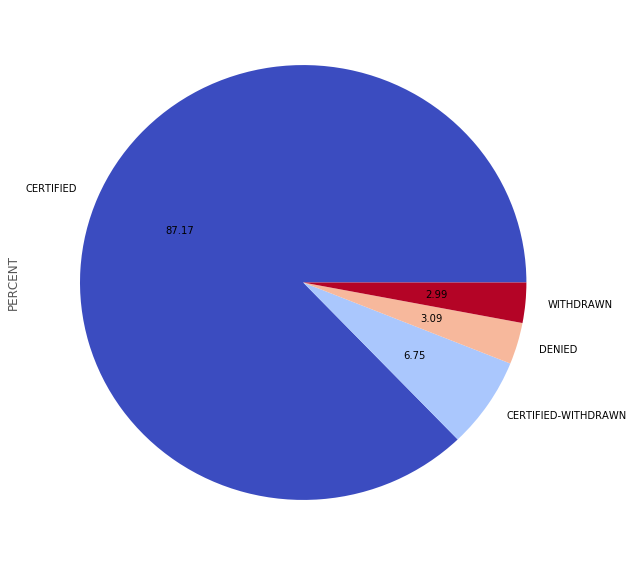 CERTIFIED
87.17
PERCENT
2.99
WITHDRAWN
3.09
DENIED
6.75
CERTIFIED-WITHDRAWN